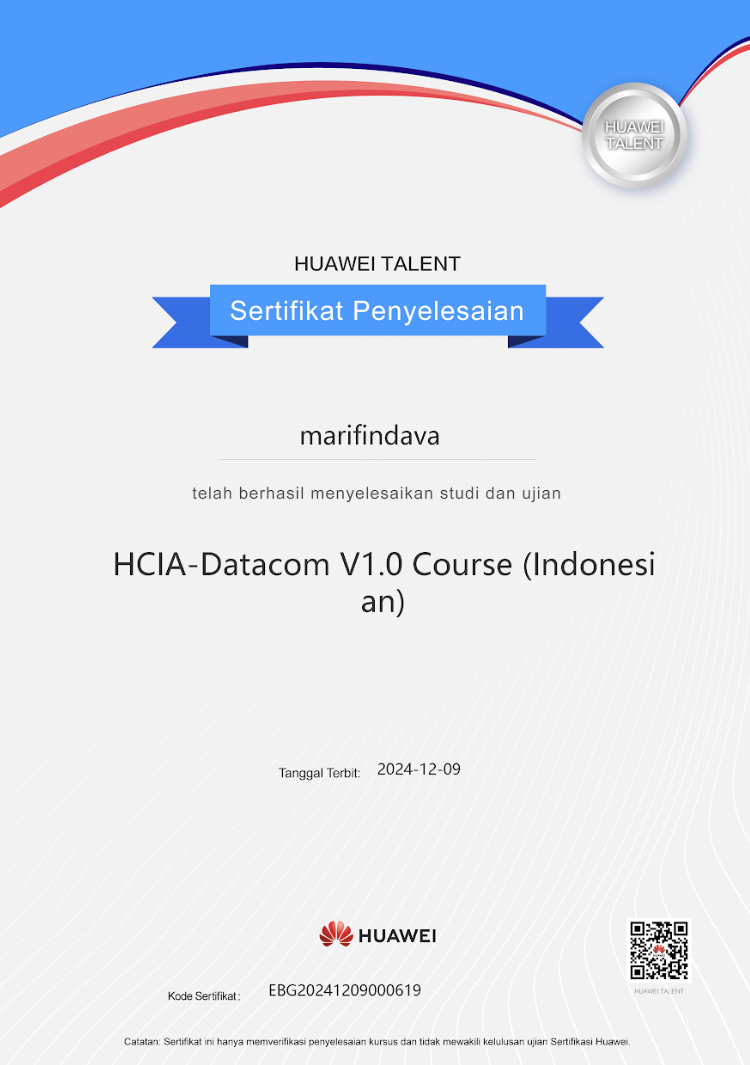 HUAWEI
TALENT
HUAWEI TALENT
Sertifikat Penyelesaian
marifindava
telah berhasil menyelesaikan studi dan ujian
HCIA-Datacom V1.0 Course (Indonesi
an)
Tanggal Terbit: 2024-12-09
HUAWEI
HUAWEI TALENT
Kode Sertifikat: EBG20241209000619
Catatan: Sertifikat ini hanya memverifikasi penyelesaian kursus dan tidak mewakili kelulusan ujian Sertifikasi Huawei.